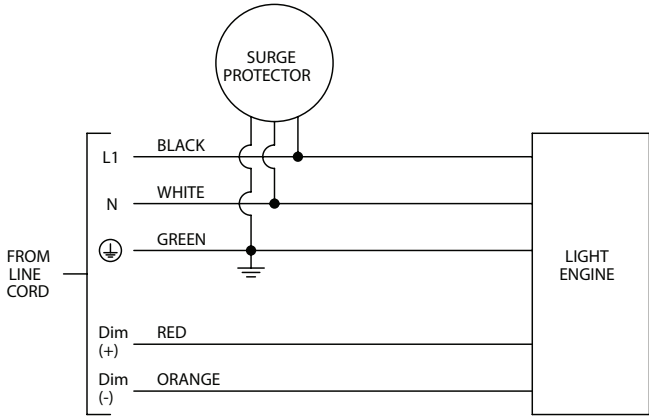 SURGE
PROTECTOR
L1 BLACK
N WHITE
GREEN
FROM
LINE
CORD
LIGHT
ENGINE
Dim
(+)
RED
Dim
(-)
ORANGE